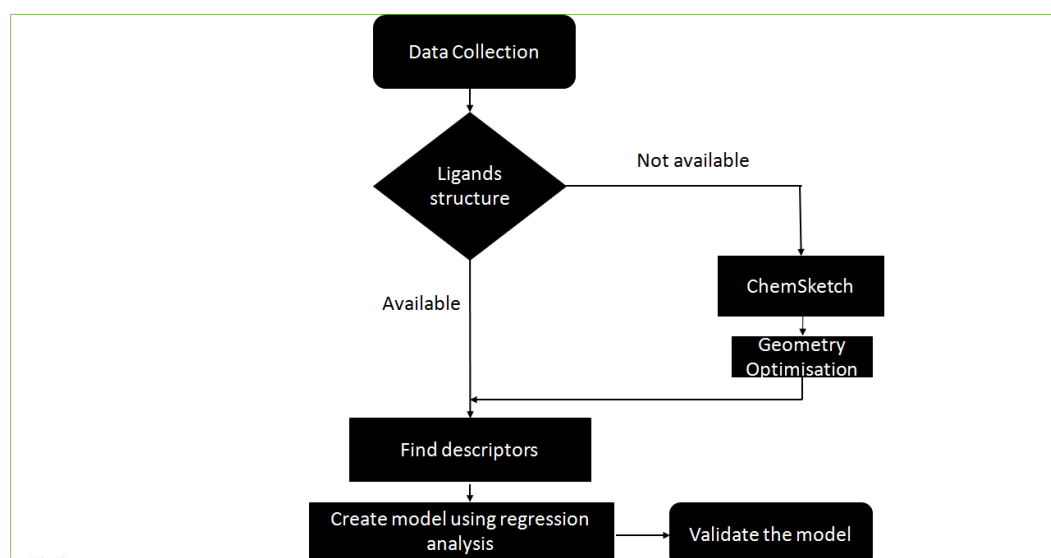 Data Collection
Ligands
structure
Not available
Available
ChemSketch
Geometry
Optimisation
Find descriptors
Create model using regression
analysis
Validate the model